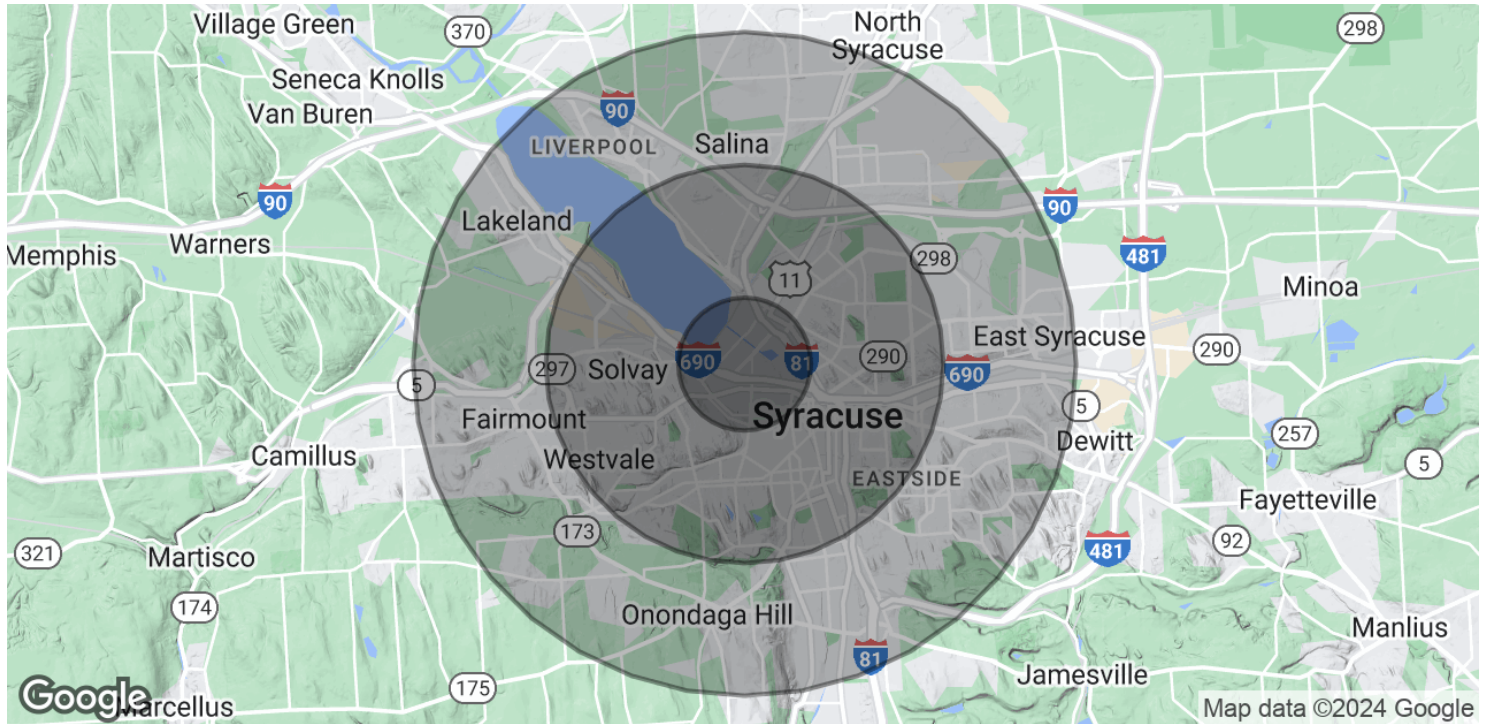 Village Green
370
North
Syracuse
298
Seneca Knolls
Van Buren
90
LIVERPOOL
Salina
90
90
Lakeland
Warners
Memphis
298
481
11
Minoa
East Syracuse
690
81
290
690
290
297
Solvay
5
Syracuse
5
Fairmount
Dewitt
257
Camillus
Westvale
5
EASTSIDE
Fayetteville
173
321
Martisco
481
92
174
Onondaga Hill
Manlius
81
Jamesville
175
Google
Marcellus
Map data ©2024 Google